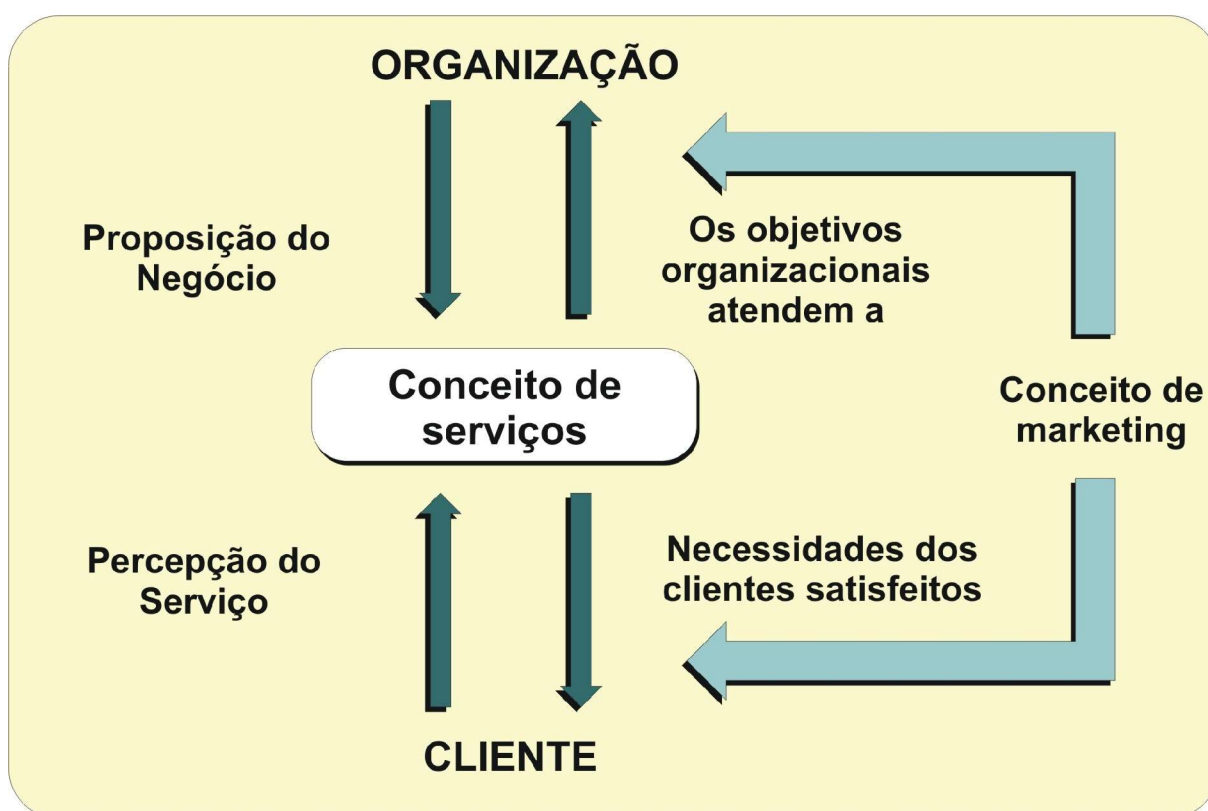 ORGANIZAÇÃO
Proposição do
Negócio
Os objetivos
organizacionais
atendem a
Conceito de
serviços
Conceito de
marketing
Percepção do
Serviço
Necessidades dos
clientes satisfeitos
CLIENTE